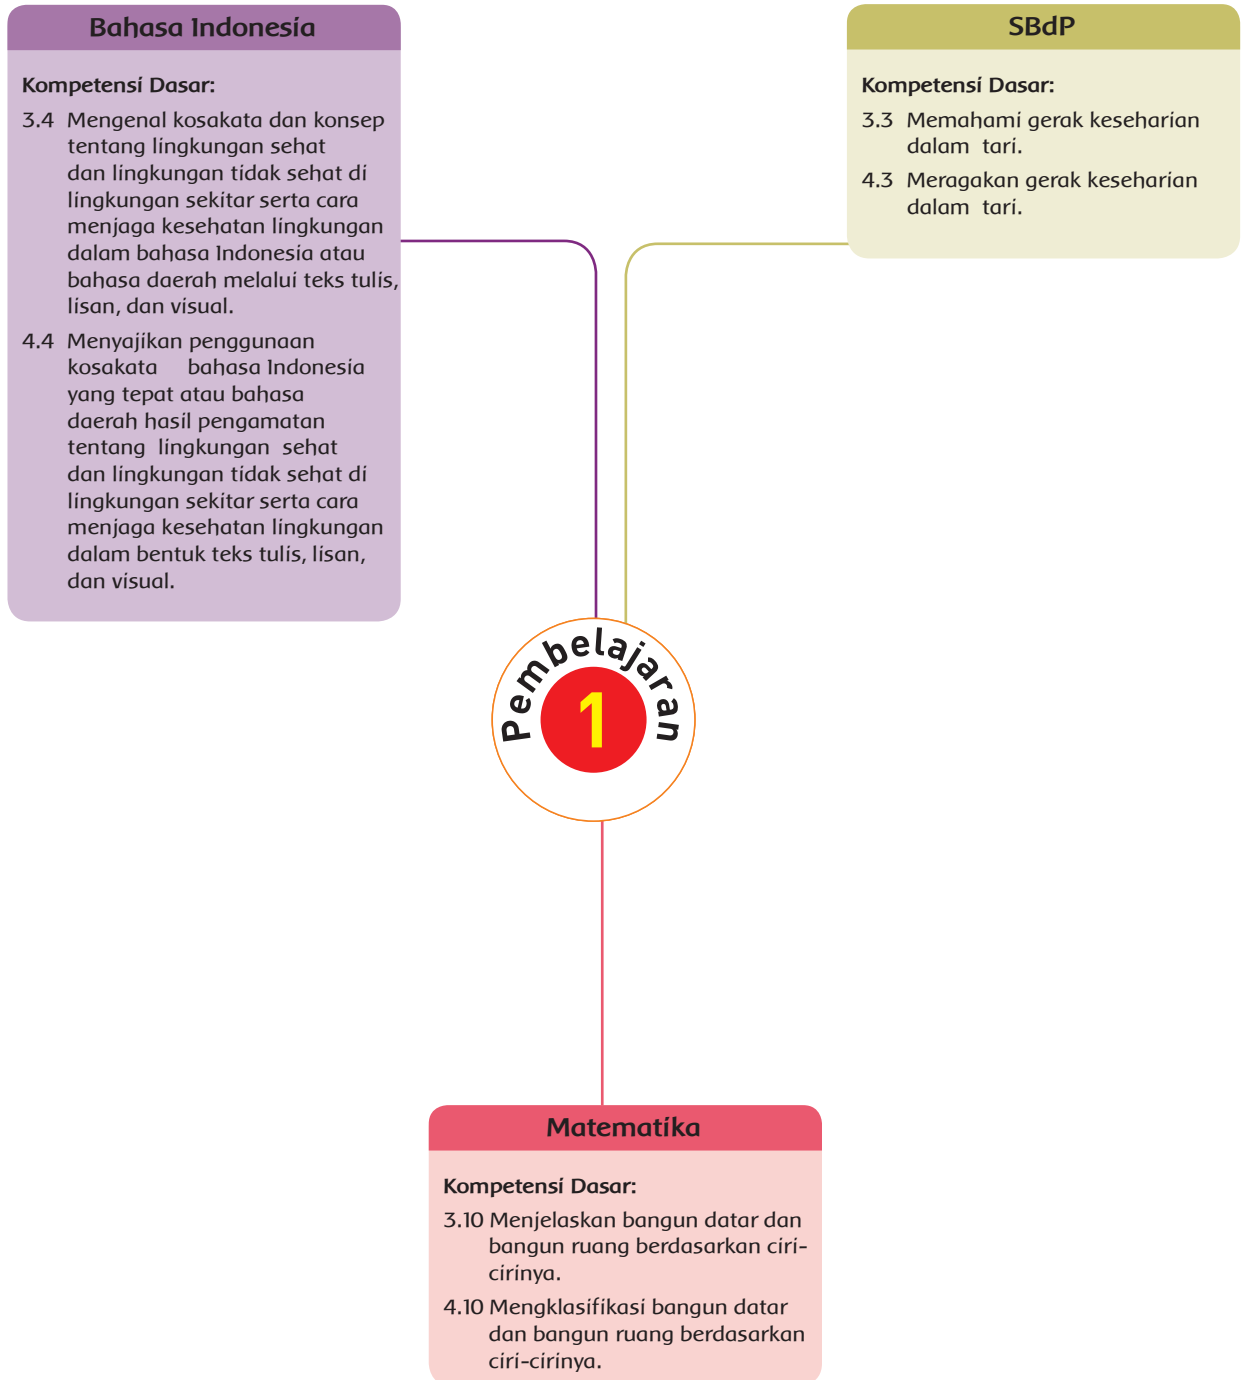 Bahasa Indonesia
Kompetensi Dasar:
3.4 Mengenal kosakata dan konsep
tentang lingkungan sehat
dan lingkungan tidak sehat di
lingkungan sekitar serta cara
menjaga kesehatan lingkungan
dalam bahasa Indonesia atau
bahasa daerah melalui teks tulis,
lisan, dan visual.
4.4 Menyajikan penggunaan
kosakata bahasa Indonesia
yang tepat atau bahasa
daerah hasil pengamatan
tentang lingkungan sehat
dan lingkungan tidak sehat di
lingkungan sekitar serta cara
menjaga kesehatan lingkungan
dalam bentuk teks tulis, lisan,
dan visual.
SBdP
Kompetensi Dasar:
3.3 Memahami gerak keseharian
dalam tari.
4.3 Meragakan gerak keseharian
dalam tari.
Pembelajaran
1
Matematika
Kompetensi Dasar:
3.10 Menjelaskan bangun datar dan
bangun ruang berdasarkan ciri-
cirinya.
4.10 Mengklasifikasi bangun datar
dan bangun ruang berdasarkan
ciri-cirinya.